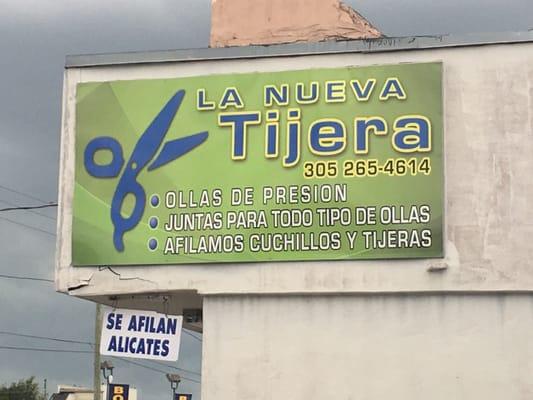 LA NUEVA
Tijera
305 265-4614
OLLAS DE PRESION
JUNTAS PARA TODO TIPO DE OLLAS
AFILAMOS CUCHILLOS Y TIJERAS
SE AFILAN
ALICATES